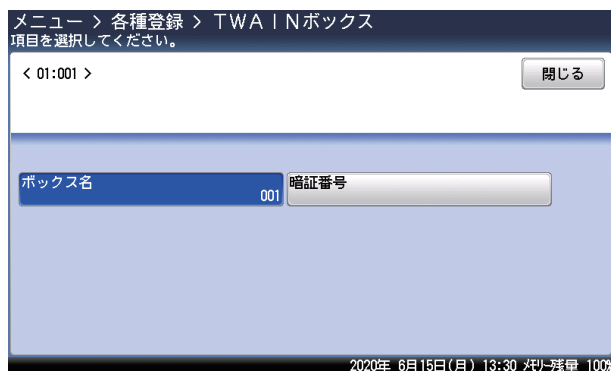 メニュー > 各種登録 > TWAINボックス
項目を選択してください。
< 01:001 >
閉じる
ボックス名
001
暗証番号
2020年 6月15日(月) 13:30 メモリー残量 100%